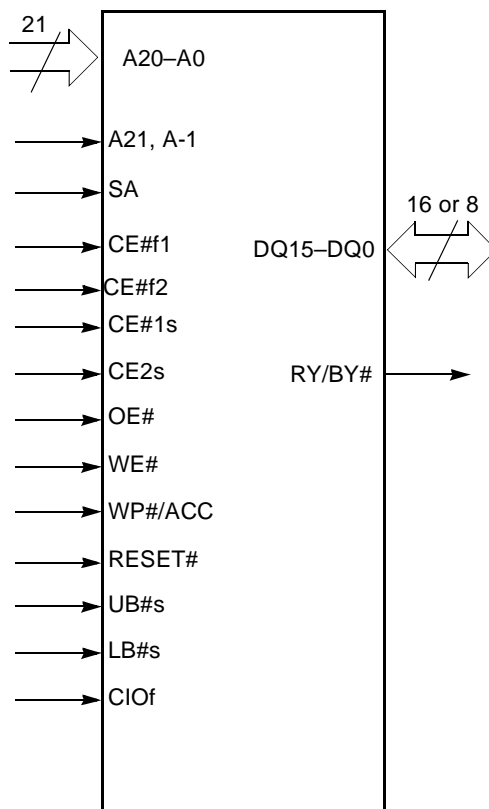 21
A20–A0
A21, A-1
SA
16 or 8
CE#f1
DQ15–DQ0
CE#f2
CE#1s
CE2s
RY/BY#
OE#
WE#
WP#/ACC
RESET#
UB#s
LB#s
CIOf